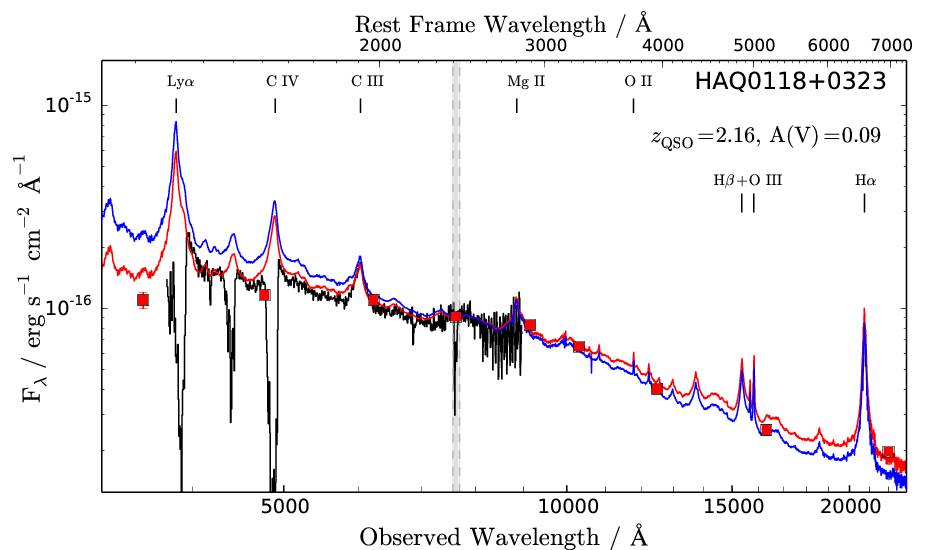 Rest Frame Wavelength / Å
2000 3000 4000 5000 6000 7000
Lyα C IV C III Mg II O II
HAQ0118+0323
z_QSO=2.16, A(V)=0.09
Hβ+O III Hα
10^-15
10^-16
F_λ / erg s^−1 cm^−2 Å^−1
5000 10000 15000 20000
Observed Wavelength / Å